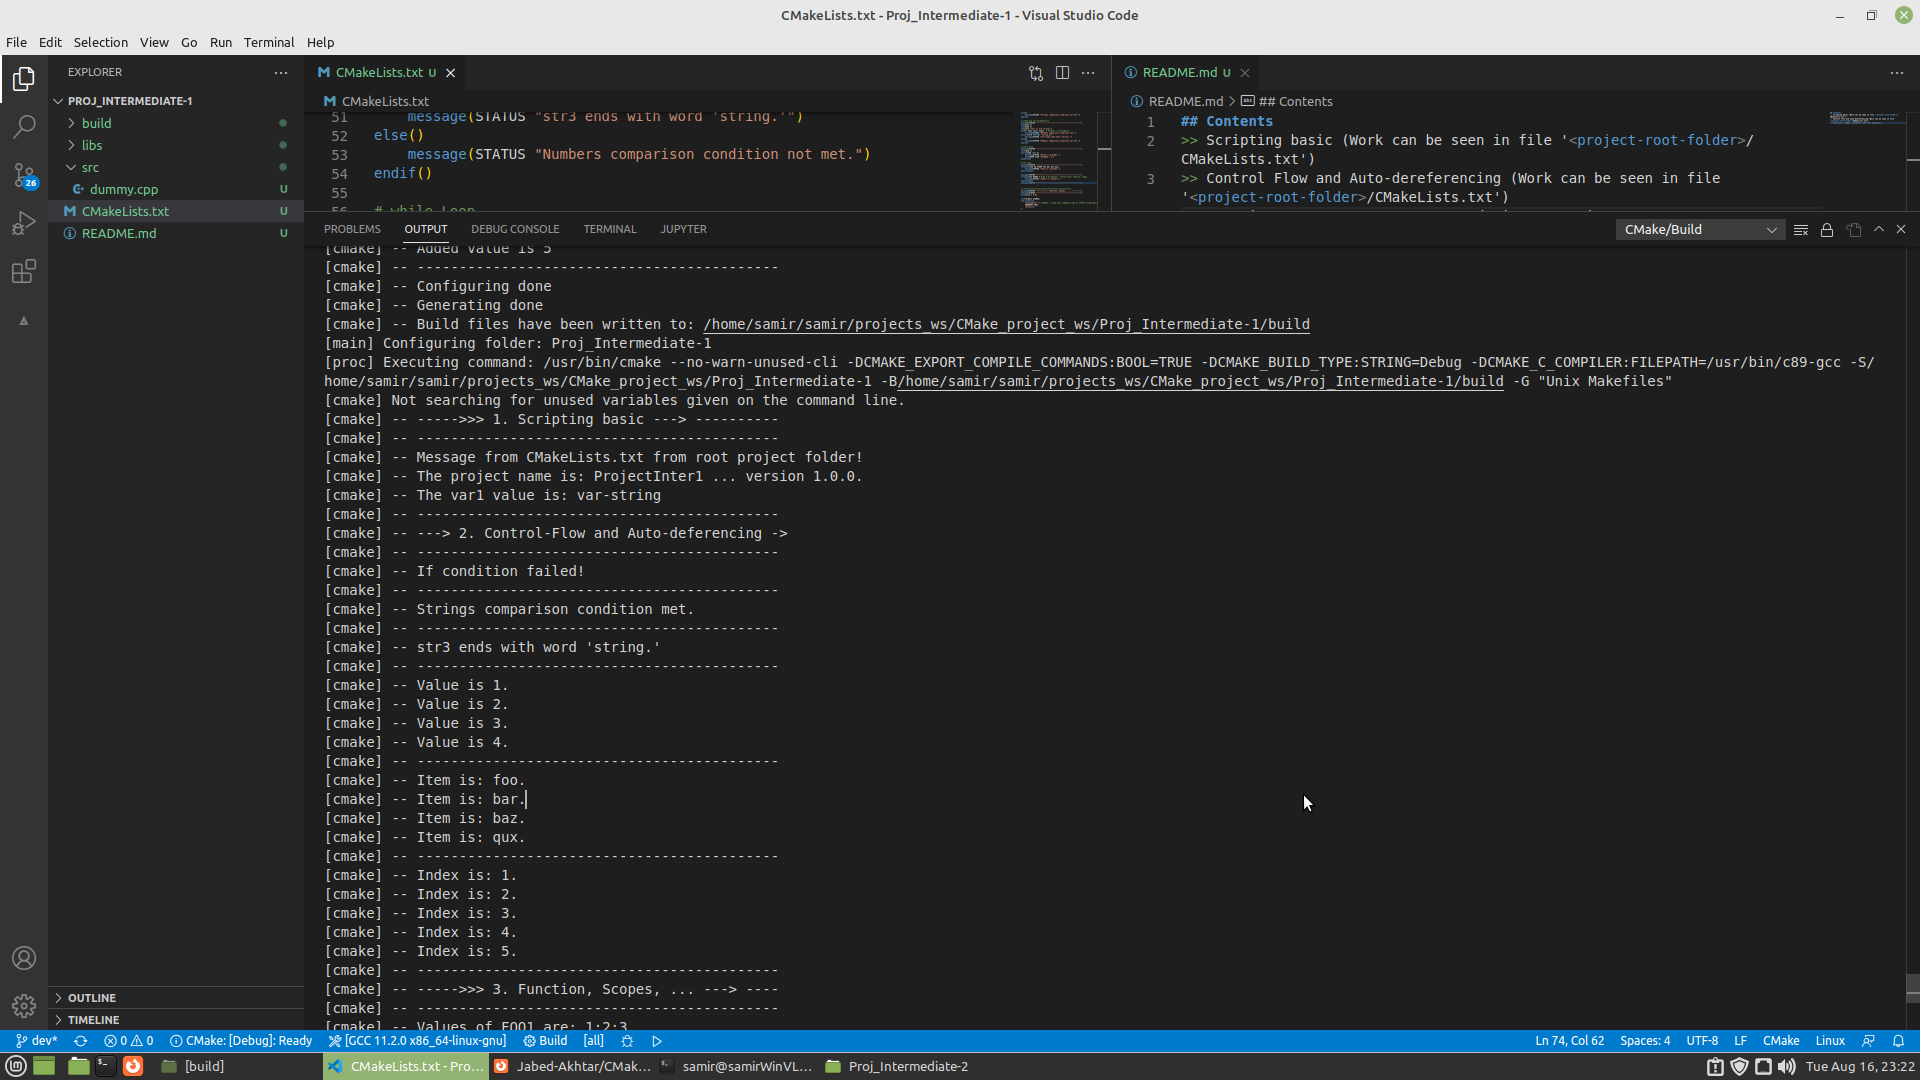 CMakeLists.txt - Proj_Intermediate-1 - Visual Studio Code
File Edit Selection View Go Run Terminal Help
EXPLORER
PROJ_INTERMEDIATE-1
build
libs
src
dummy.cpp U
CMakeLists.txt U
README.md U
26
OUTLINE
TIMELINE
CMakeLists.txt U
CMakeLists.txt
51 message(STATUS "str3 ends with word 'string.'")
52 else()
53 message(STATUS "Numbers comparison condition not met.")
54 endif()
55
56 # while Loop
README.md U
README.md > ## Contents
1 ## Contents
2 >> Scripting basic (Work can be seen in file '<project-root-folder>/
CMakeLists.txt')
3 >> Control Flow and Auto-dereferencing (Work can be seen in file
'<project-root-folder>/CMakeLists.txt')
PROBLEMS OUTPUT DEBUG CONSOLE TERMINAL JUPYTER CMake/Build
[cmake] -- Added value is 5
[cmake] -- -------------------------------------------
[cmake] -- Configuring done
[cmake] -- Generating done
[cmake] -- Build files have been written to: /home/samir/samir/projects_ws/CMake_project_ws/Proj_Intermediate-1/build
[main] Configuring folder: Proj_Intermediate-1
[proc] Executing command: /usr/bin/cmake --no-warn-unused-cli -DCMAKE_EXPORT_COMPILE_COMMANDS:BOOL=TRUE -DCMAKE_BUILD_TYPE:STRING=Debug -DCMAKE_C_COMPILER:FILEPATH=/usr/bin/c89-gcc -S/
home/samir/samir/projects_ws/CMake_project_ws/Proj_Intermediate-1 -B/home/samir/samir/projects_ws/CMake_project_ws/Proj_Intermediate-1/build -G "Unix Makefiles"
[cmake] Not searching for unused variables given on the command line.
[cmake] -- ----->>> 1. Scripting basic ---> ----------
[cmake] -- -------------------------------------------
[cmake] -- Message from CMakeLists.txt from root project folder!
[cmake] -- The project name is: ProjectInter1 ... version 1.0.0.
[cmake] -- The var1 value is: var-string
[cmake] -- -------------------------------------------
[cmake] -- ---> 2. Control-Flow and Auto-deferencing ->
[cmake] -- -------------------------------------------
[cmake] -- If condition failed!
[cmake] -- -------------------------------------------
[cmake] -- Strings comparison condition met.
[cmake] -- -------------------------------------------
[cmake] -- str3 ends with word 'string.'
[cmake] -- -------------------------------------------
[cmake] -- Value is 1.
[cmake] -- Value is 2.
[cmake] -- Value is 3.
[cmake] -- Value is 4.
[cmake] -- -------------------------------------------
[cmake] -- Item is: foo.
[cmake] -- Item is: bar.
[cmake] -- Item is: baz.
[cmake] -- Item is: qux.
[cmake] -- -------------------------------------------
[cmake] -- Index is: 1.
[cmake] -- Index is: 2.
[cmake] -- Index is: 3.
[cmake] -- Index is: 4.
[cmake] -- Index is: 5.
[cmake] -- -------------------------------------------
[cmake] -- ----->>> 3. Function, Scopes, ... ---> ----
[cmake] -- -------------------------------------------
[cmake] -- Values of FOO1 are: 1;2;3
dev* 0 0 CMake: [Debug]: Ready [GCC 11.2.0 x86_64-linux-gnu] Build [all] Ln 74, Col 62 Spaces: 4 UTF-8 LF CMake Linux
[build] CMakeLists.txt - Pro... Jabed-Akhtar/CMak... samir@samirWinVL... Proj_Intermediate-2 Tue Aug 16, 23:22